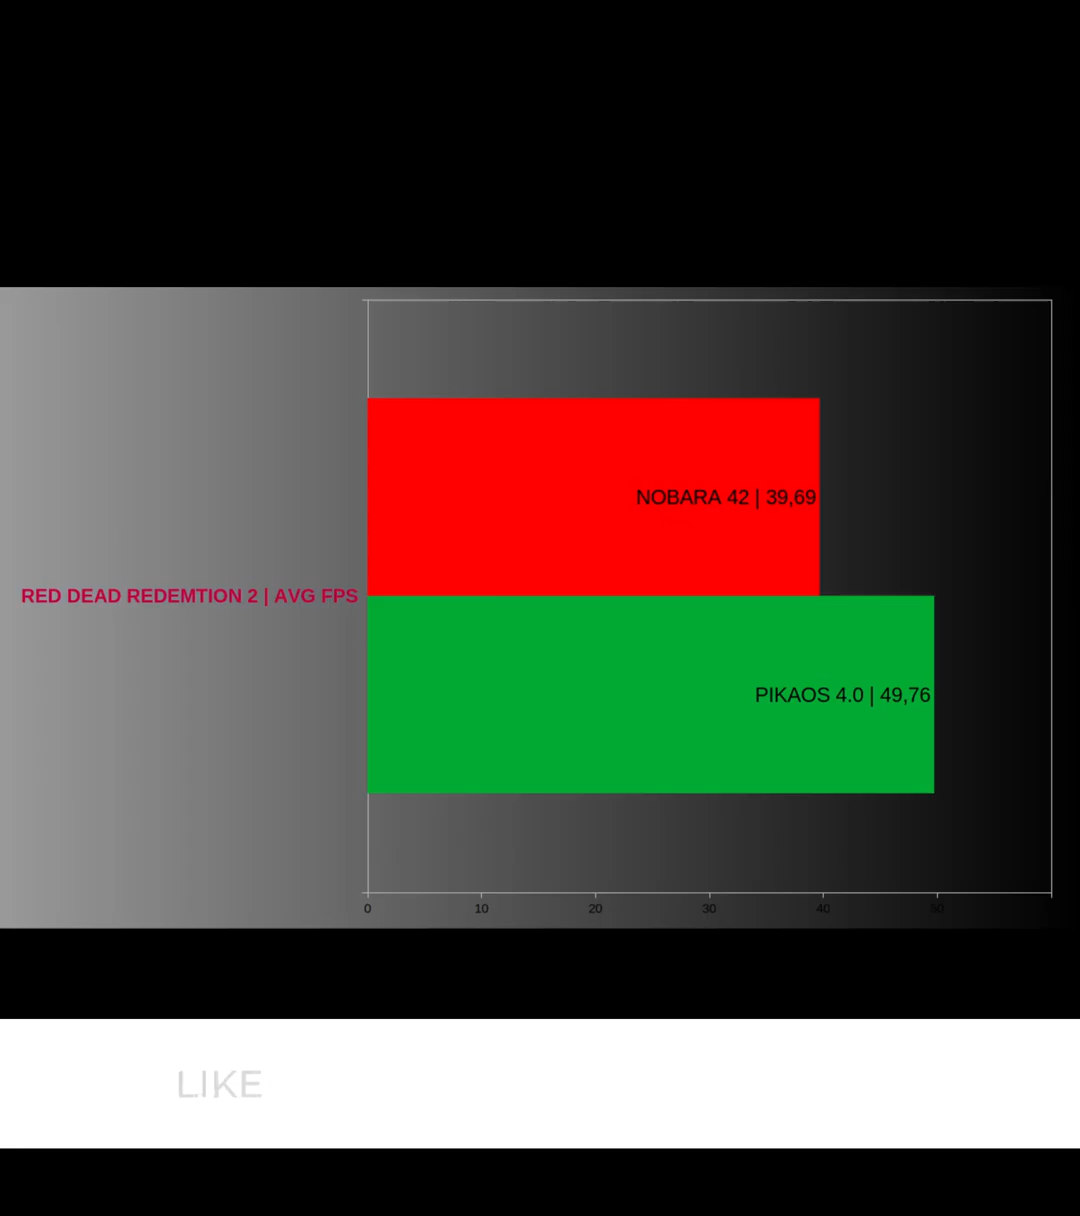 NOBARA 42 | 39,69
RED DEAD REDEMTION 2 | AVG FPS
PIKAOS 4.0 | 49,76
0 10 20 30 40 50
LIKE